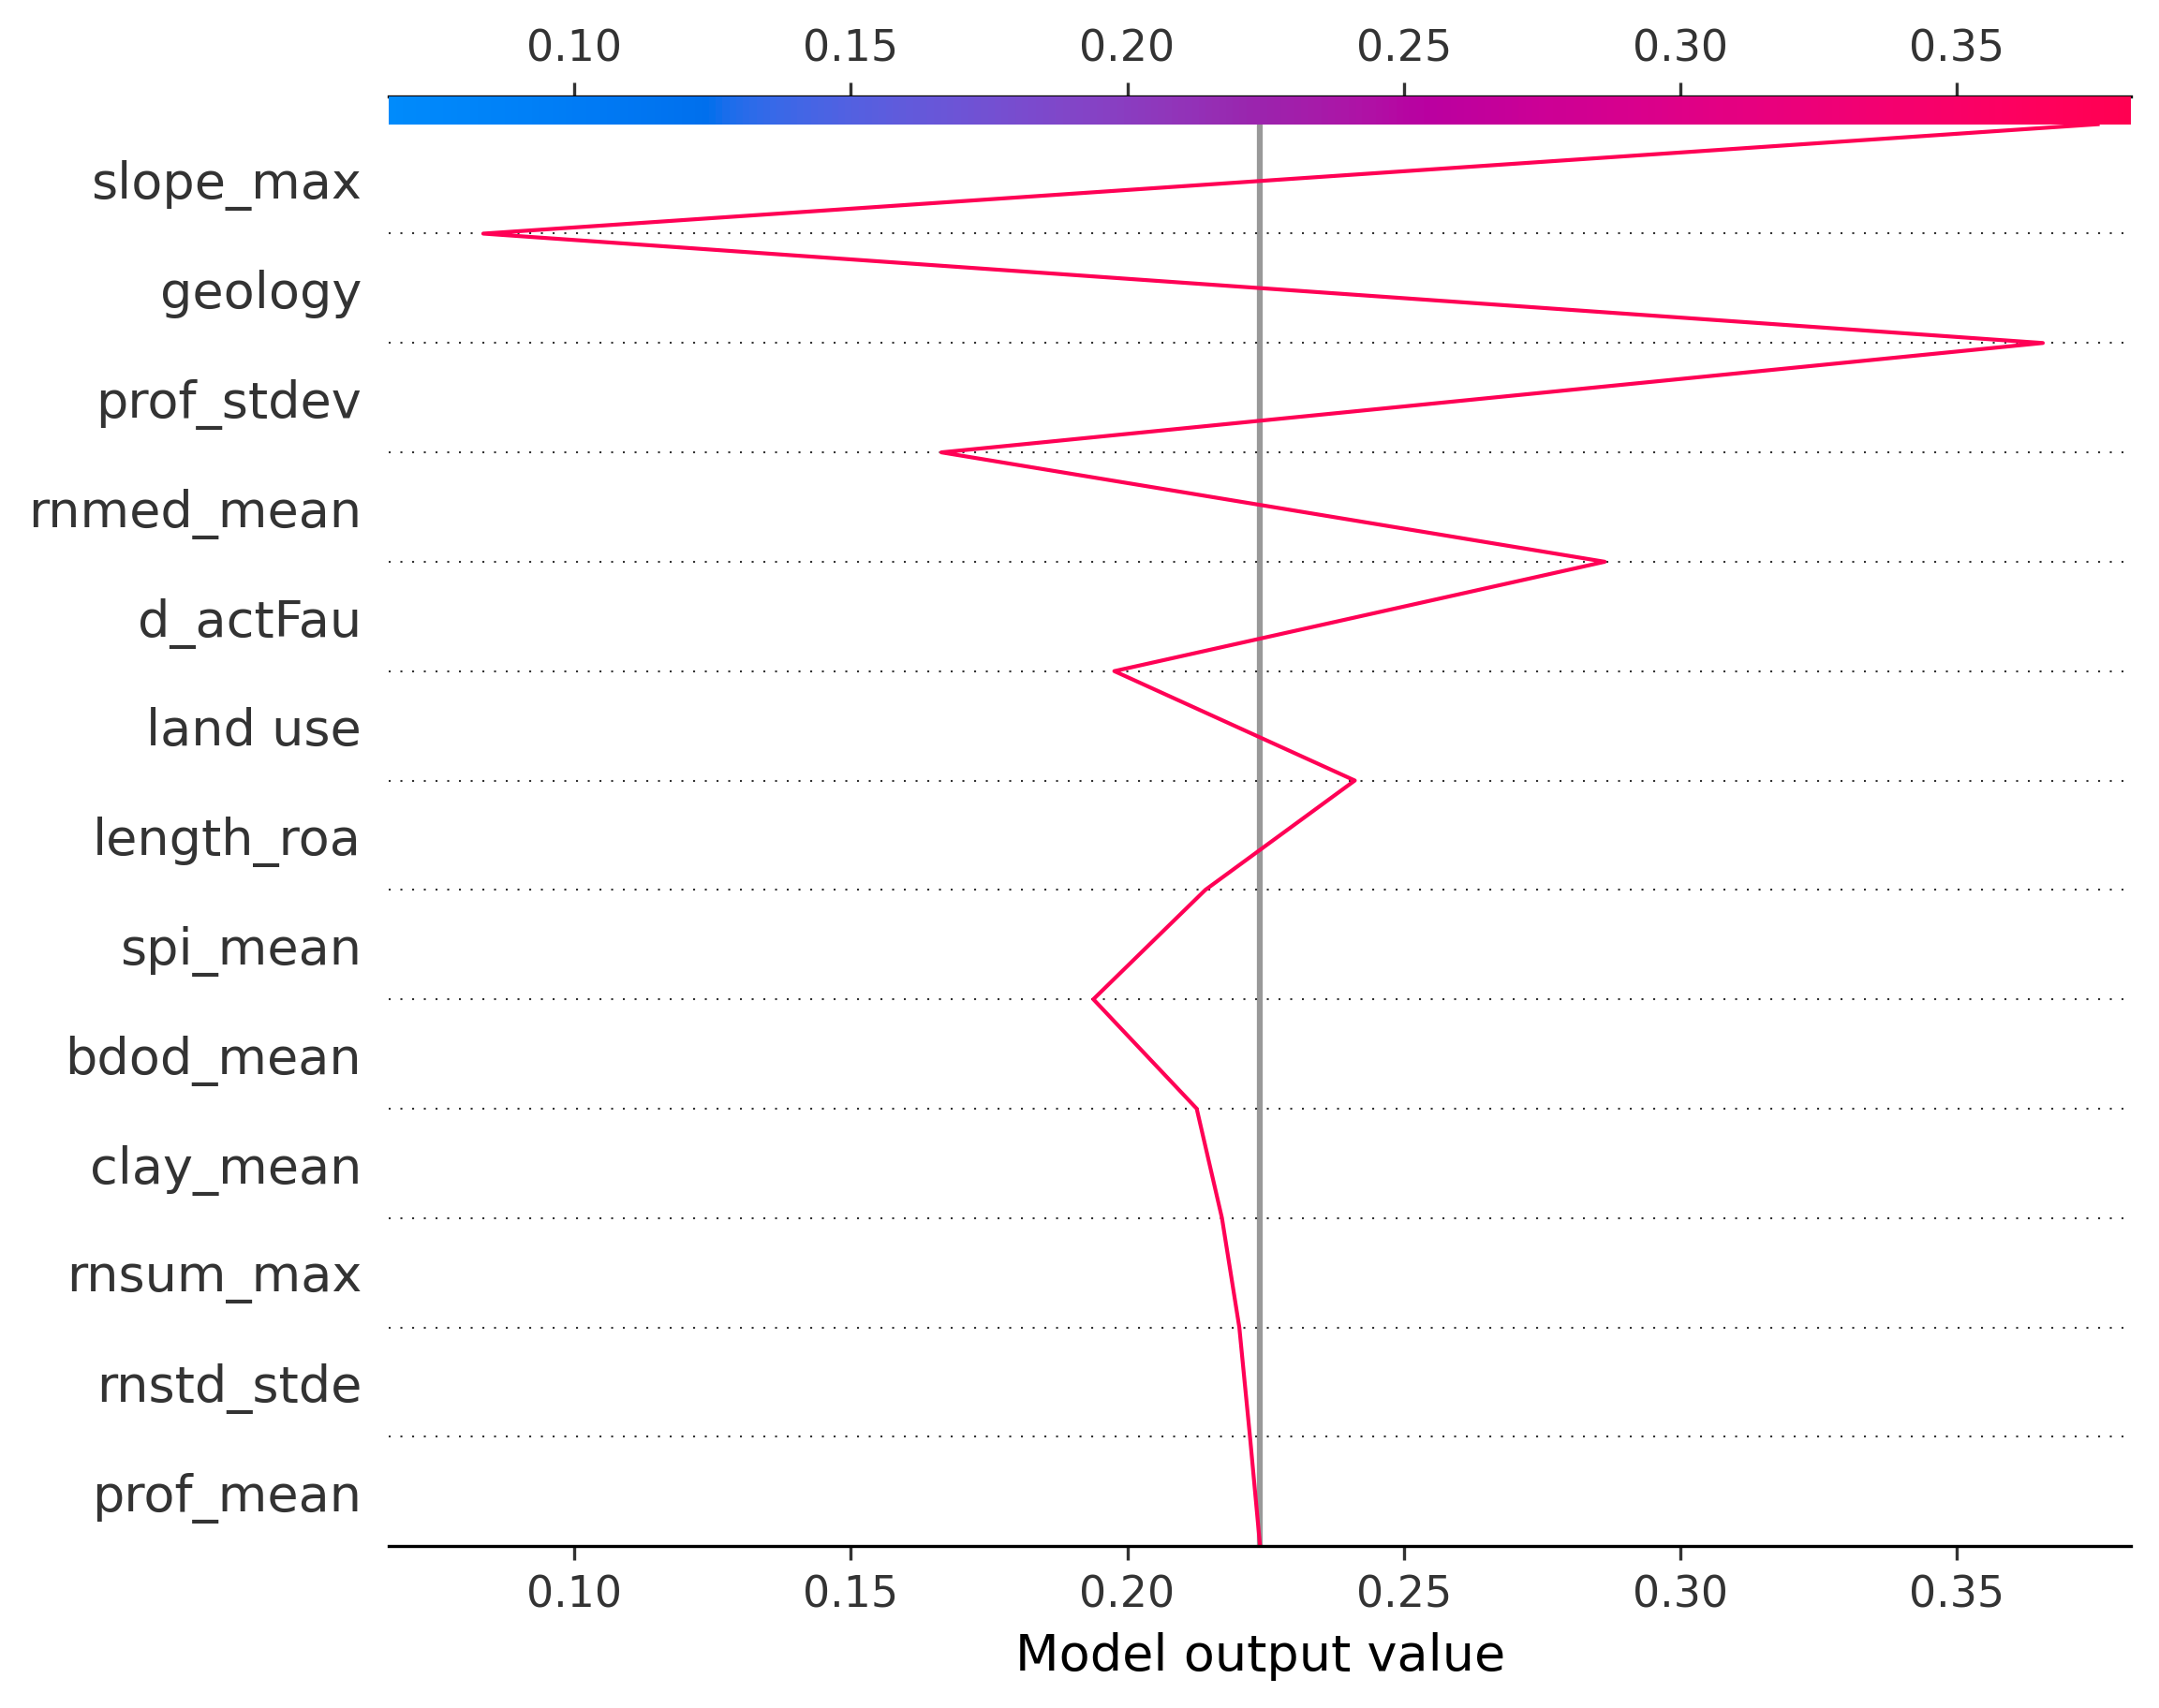 0.10 0.15 0.20 0.25 0.30 0.35
slope_max
geology
prof_stdev
rnmed_mean
d_actFau
land use
length_roa
spi_mean
bdod_mean
clay_mean
rnsum_max
rnstd_stde
prof_mean
0.10 0.15 0.20 0.25 0.30 0.35
Model output value